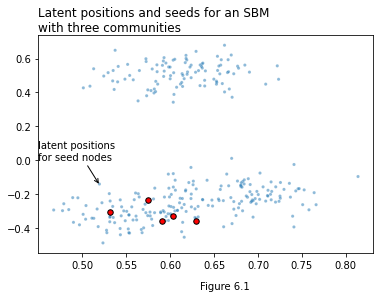 Latent positions and seeds for an SBM
with three communities
0.6
0.4
0.2
0.0
−0.2
−0.4
latent positions
for seed nodes
0.50 0.55 0.60 0.65 0.70 0.75 0.80
Figure 6.1